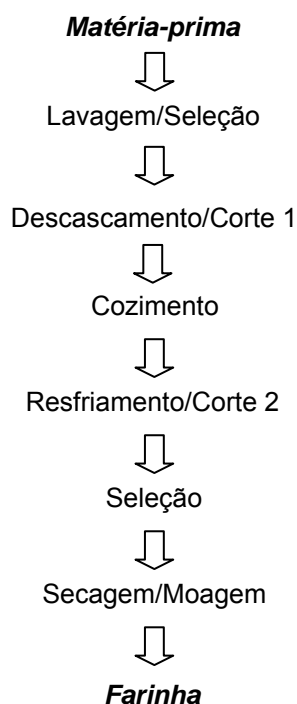 Matéria-prima
Lavagem/Seleção
Descascamento/Corte 1
Cozimento
Resfriamento/Corte 2
Seleção
Secagem/Moagem
Farinha